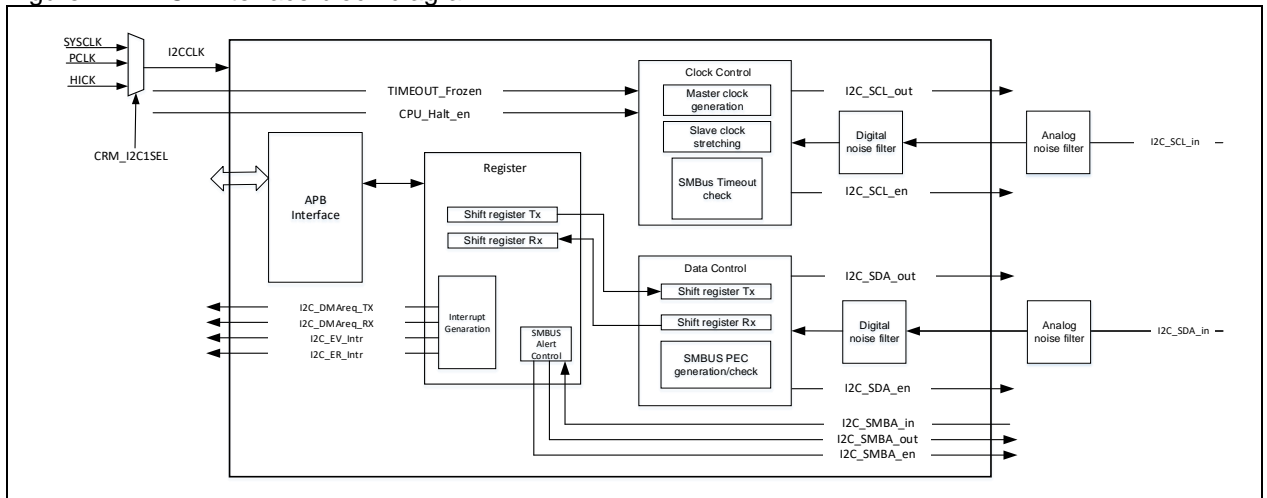 SYSCLK
PCLK
HICK
I2CCLK
CRM_I2C1SEL
TIMEOUT_Frozen
CPU_Halt_en
APB
Interface
Register
Shift register Tx
Shift register Rx
Interrupt
Genaration
SMBUS
Alert
Control
I2C_DMAreq_TX
I2C_DMAreq_RX
I2C_EV_Intr
I2C_ER_Intr
Clock Control
Master clock
generation
Slave clock
stretching
SMBus Timeout
check
I2C_SCL_out
Digital
noise filter
Analog
noise filter
I2C_SCL_in
I2C_SCL_en
Data Control
Shift register Tx
Shift register Rx
SMBUS PEC
generation/check
I2C_SDA_out
Digital
noise filter
Analog
noise filter
I2C_SDA_in
I2C_SDA_en
I2C_SMBA_in
I2C_SMBA_out
I2C_SMBA_en